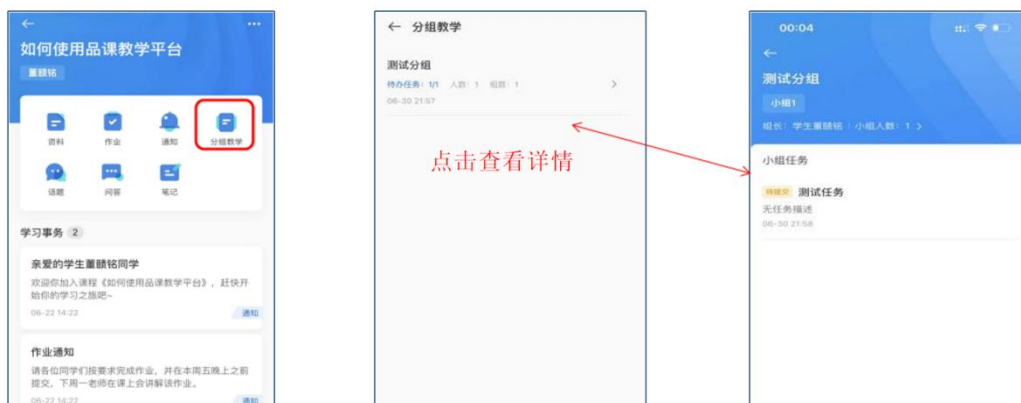 如何使用品课教学平台
董赜铭
资料
作业
通知
分组教学
话题
问答
笔记
学习事务 2
亲爱的学生董赜铭同学
欢迎你加入课程《如何使用品课教学平台》，赶快开
始你的学习之旅吧~
06-22 14:22
通知
作业通知
请各位同学们按要求完成作业，并在本周五晚上之前
提交，下周一老师在课上会讲解该作业。
06-22 14:22
通知
分组教学
测试分组
待办任务：1/1 人数：1 组数：1
06-30 21:57
点击查看详情
00:04
测试分组
小组1
组长：学生董赜铭 | 小组人数：1 >
小组任务
待提交 测试任务
无任务描述
06-30 21:58